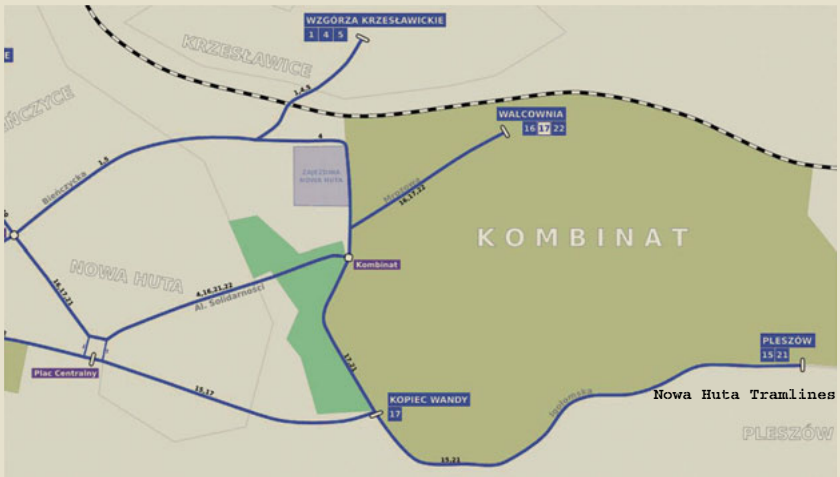 WZGÓRZA KRZESŁAWICKIE
1 4 5
KRZESŁAWICE
E
1,4,5
WALCOWNIA
16 17 22
4
ZAJEZDNIA
NOWA HUTA
Bieńczycka
1,5
Mrozowa
16,17,22
KOMBINAT
NOWA HUTA
Kombinat
4,16,21,22
Al. Solidarności
16,17,21
17,21
PLESZÓW
15 21
Plac Centralny
15,17
KOPIEC WANDY
17
Igołomska
Nowa Huta Tramlines
PLESZÓW
15,21